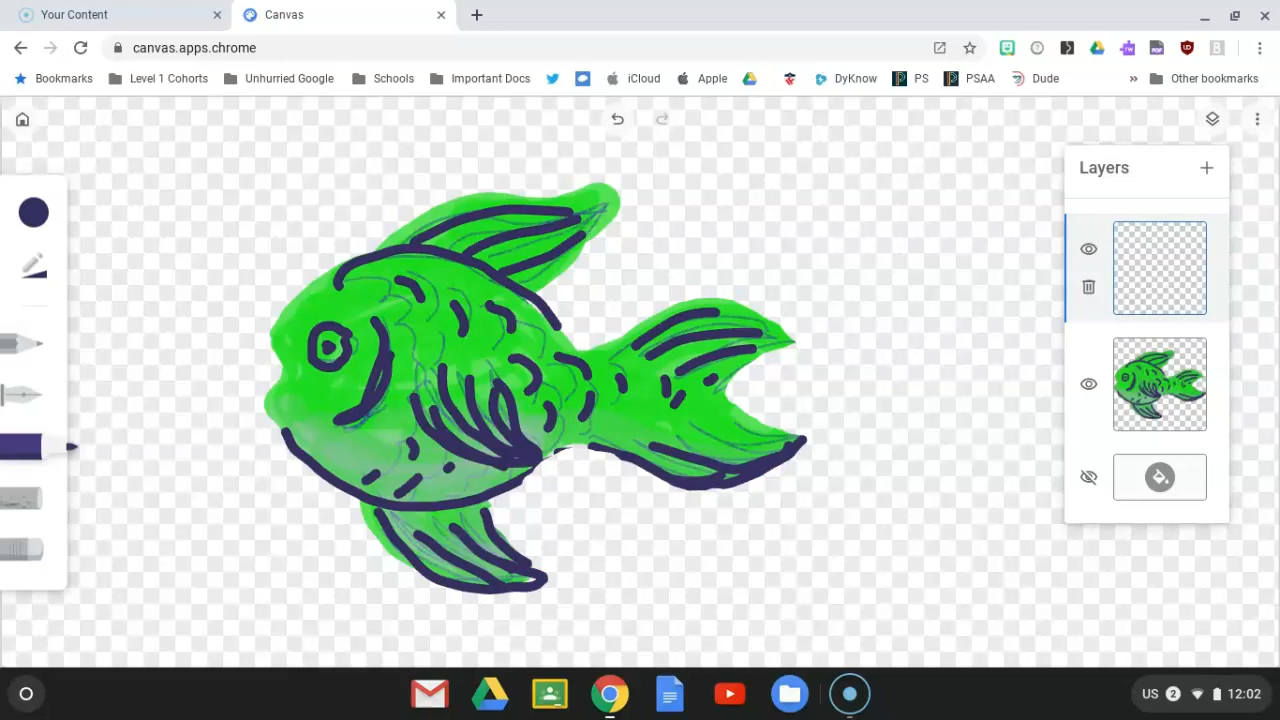 Your Content
Canvas
canvas.apps.chrome
Bookmarks Level 1 Cohorts Unhurried Google Schools Important Docs iCloud Apple DyKnow PS PSAA Dude » Other bookmarks
Layers
US 2 12:02